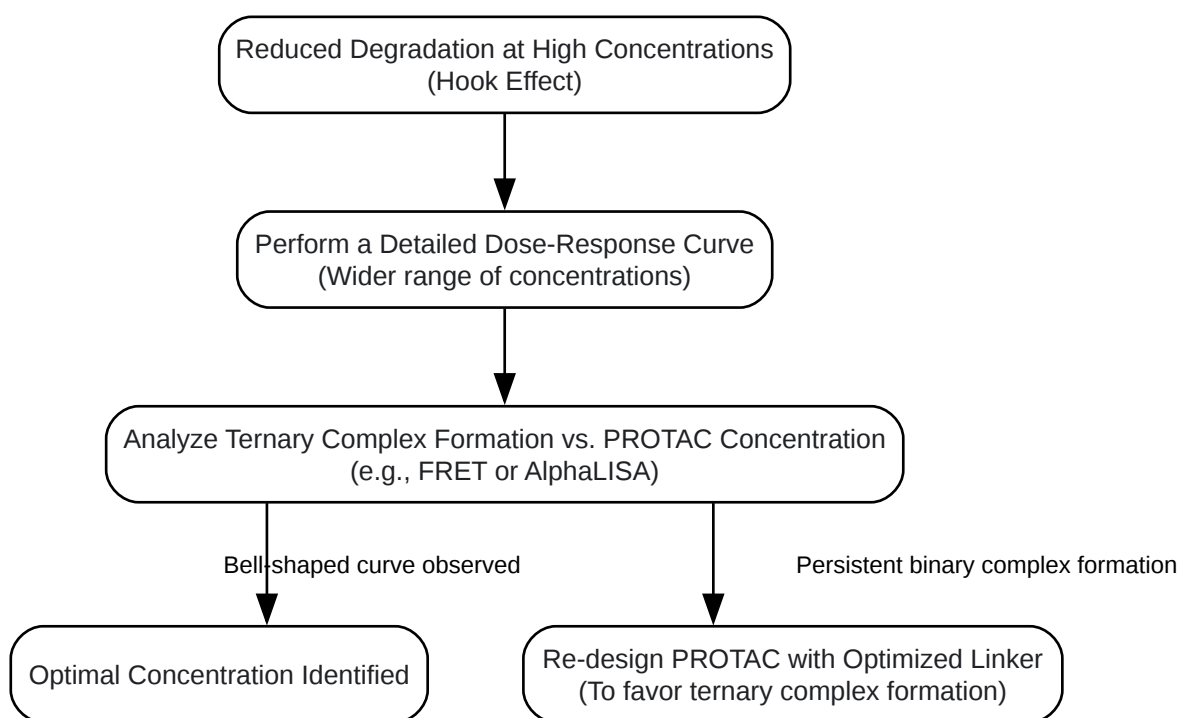 Reduced Degradation at High Concentrations
(Hook Effect)
Perform a Detailed Dose-Response Curve
(Wider range of concentrations)
Analyze Ternary Complex Formation vs. PROTAC Concentration
(e.g., FRET or AlphaLISA)
Bell-shaped curve observed
Persistent binary complex formation
Optimal Concentration Identified
Re-design PROTAC with Optimized Linker
(To favor ternary complex formation)